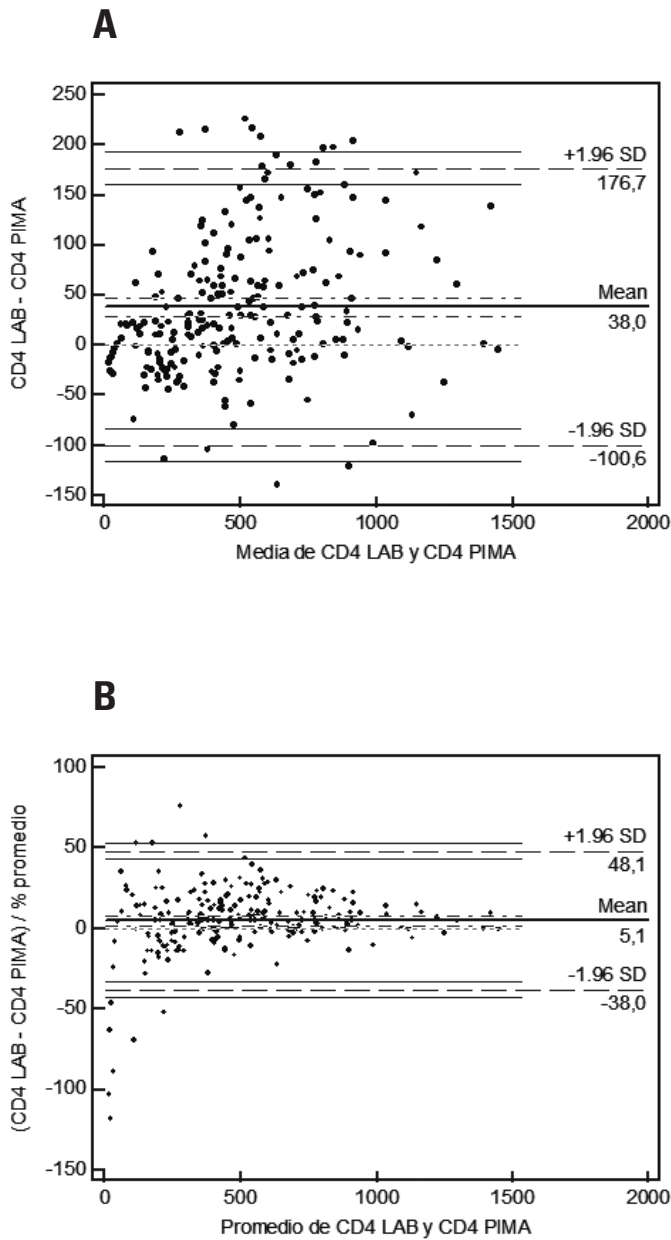 A
250
200
150
100
50
0
-50
-100
-150
CD4 LAB - CD4 PIMA
+1.96 SD
176,7
Mean
38,0
-1.96 SD
-100,6
0 500 1000 1500 2000
Media de CD4 LAB y CD4 PIMA
B
100
50
0
-50
-100
-150
(CD4 LAB - CD4 PIMA) / % promedio
+1.96 SD
48,1
Mean
5,1
-1.96 SD
-38,0
0 500 1000 1500 2000
Promedio de CD4 LAB y CD4 PIMA